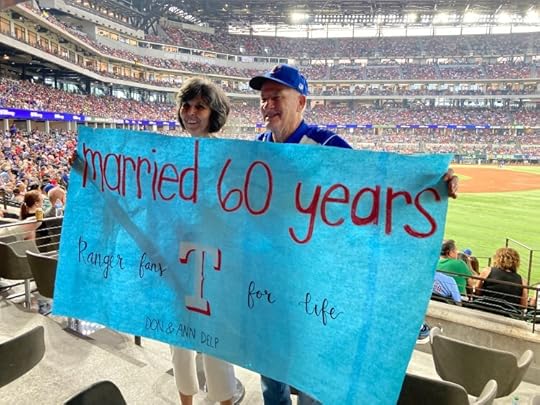 married 60 years
Ranger fans T for life
DON & ANN DELP